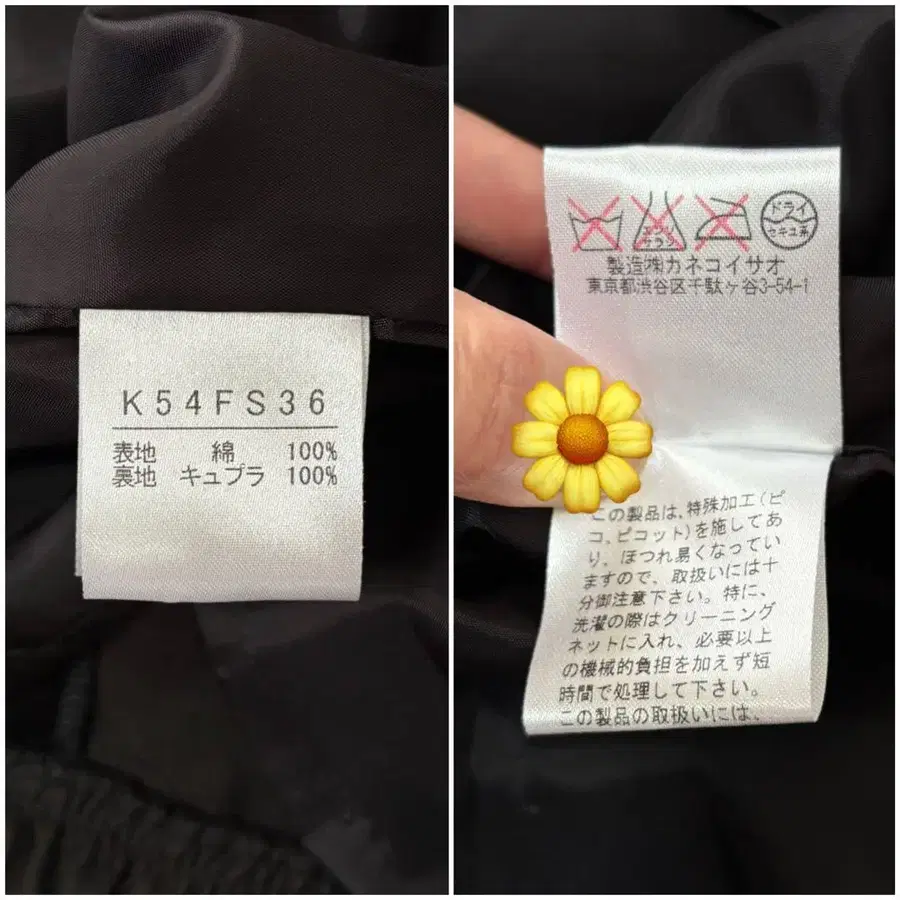 K54FS36
表地 綿 100%
裏地 キュプラ 100%
エンソ
サラシ
ドライ
セキユ系
製造㈱カネコイサオ
東京都渋谷区千駄ヶ谷3-54-1
この製品は、特殊加工(ピ
コ、ピコット)を施してあ
り、ほつれ易くなってい
ますので、取扱いには十
分御注意下さい。特に、
洗濯の際はクリーニング
ネットに入れ、必要以上
の機械的負担を加えず短
時間で処理して下さい。
この製品の取扱いには、